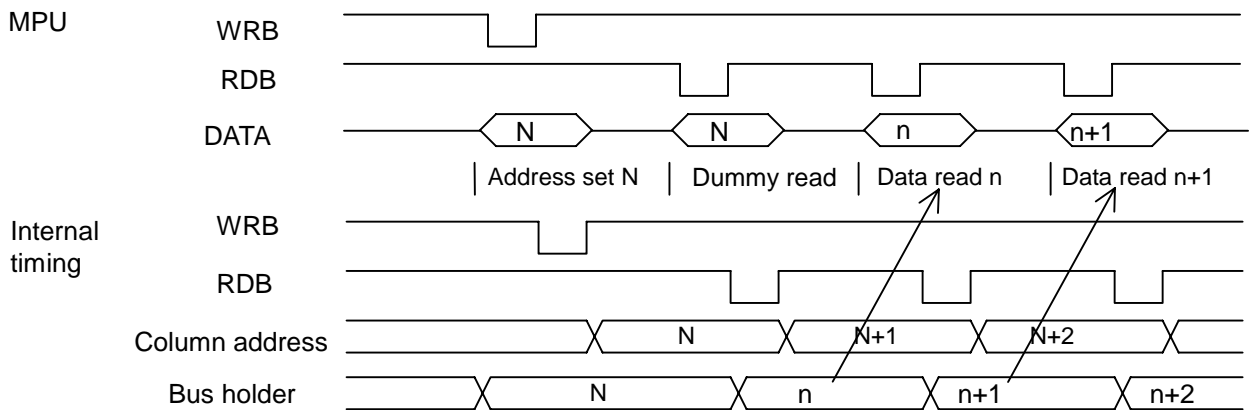 MPU
WRB
RDB
DATA N N n n+1
Address set N Dummy read Data read n Data read n+1
Internal timing
WRB
RDB
Column address N N+1 N+2
Bus holder N n n+1 n+2